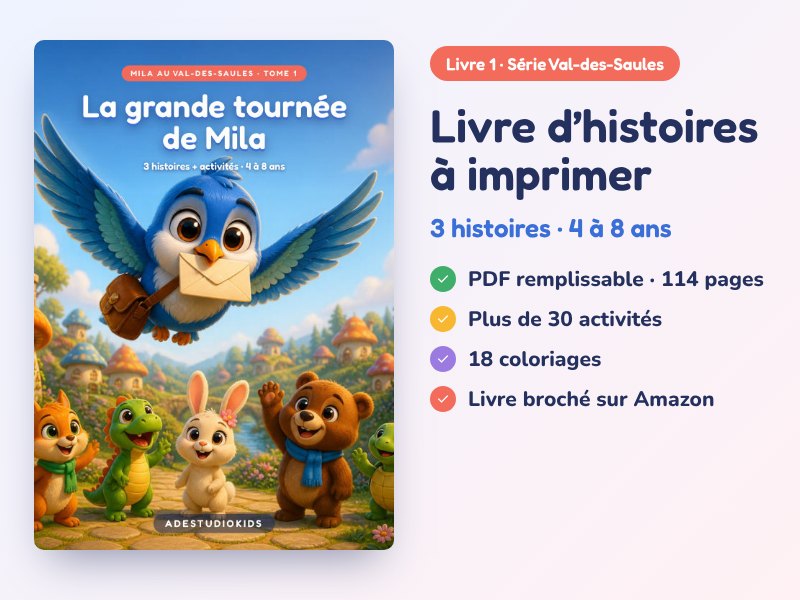 MILA AU VAL-DES-SAULES · TOME 1
La grande tournée
de Mila
3 histoires + activités · 4 à 8 ans
ADESTUDIOKIDS
Livre 1 · Série Val-des-Saules
Livre d’histoires
à imprimer
3 histoires · 4 à 8 ans
PDF remplissable · 114 pages
Plus de 30 activités
18 coloriages
Livre broché sur Amazon